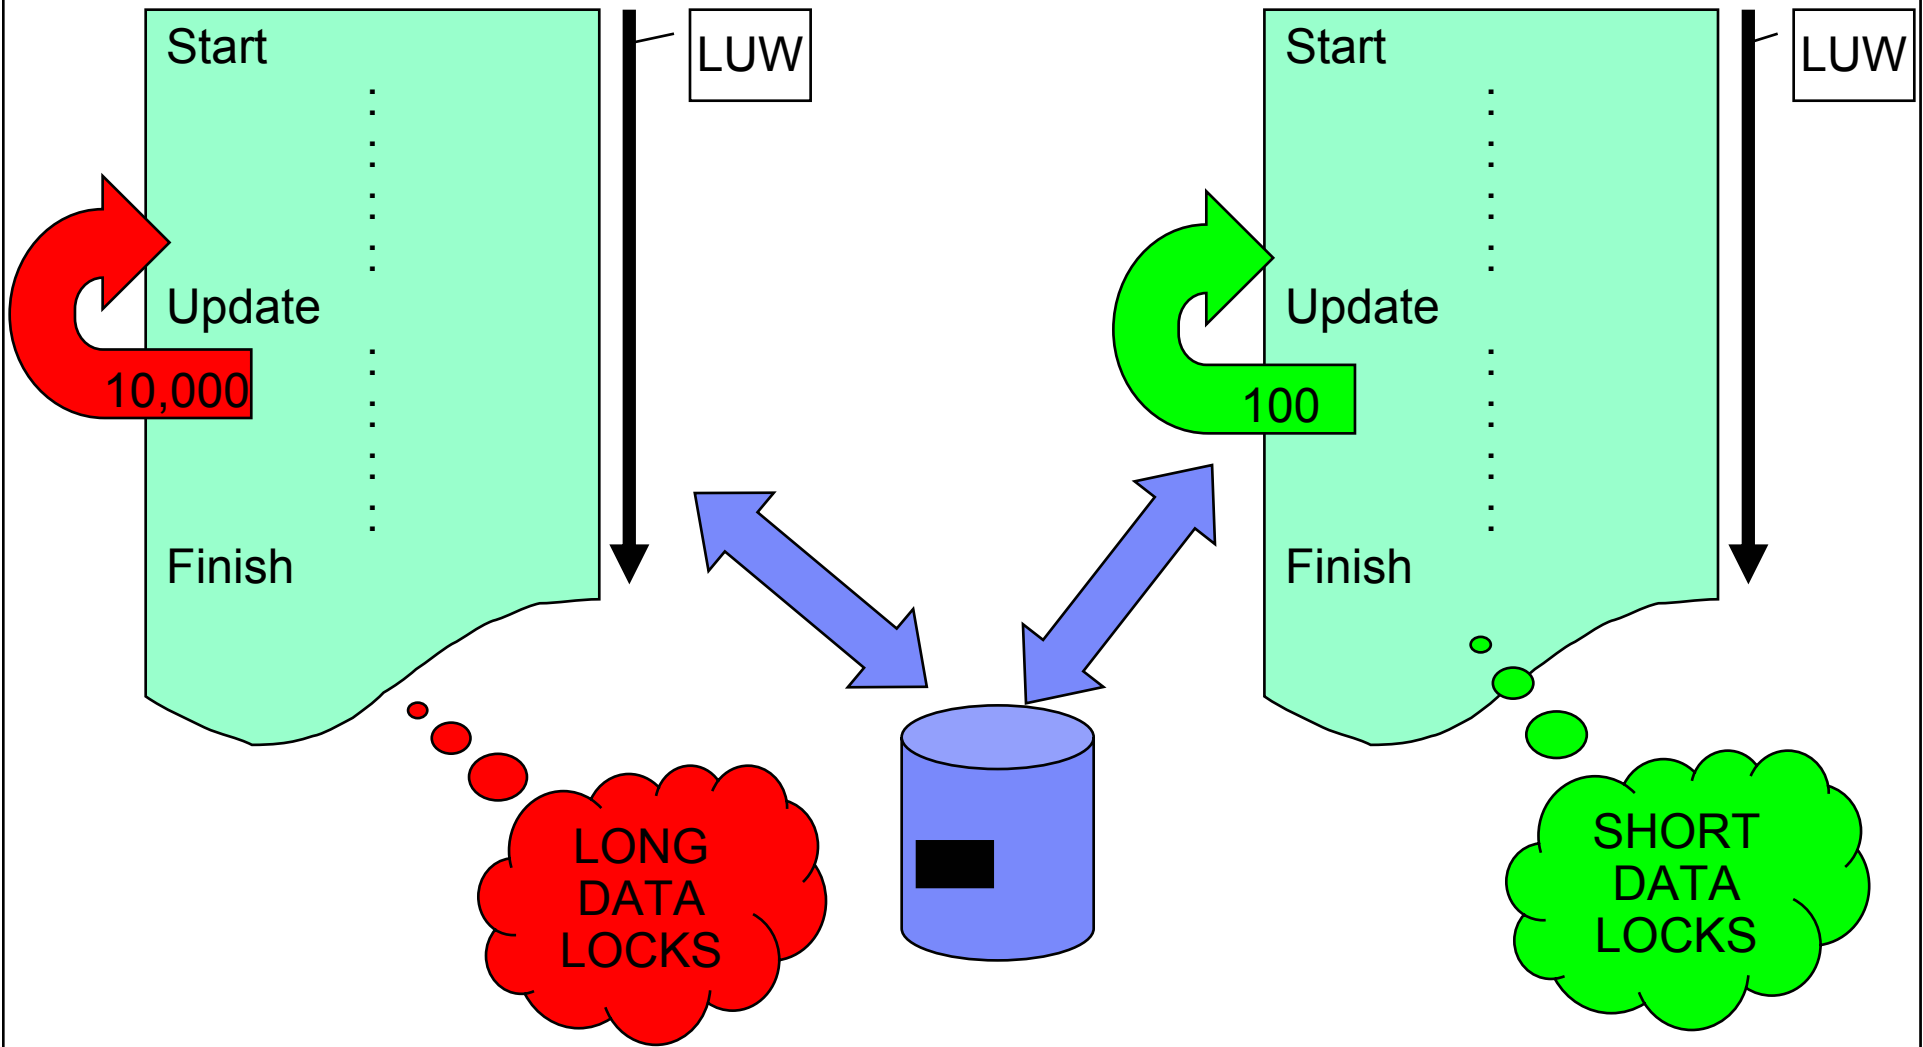 Start
LUW
Update
10,000
Finish
LONG
DATA
LOCKS
Start
LUW
Update
100
Finish
SHORT
DATA
LOCKS